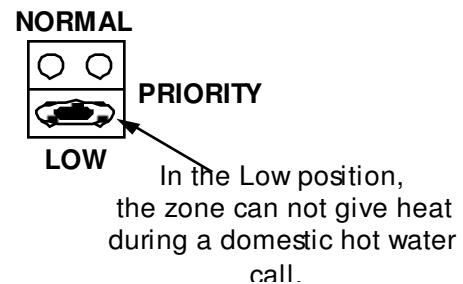 NORMAL
PRIORITY
LOW
In the Low position,
the zone can not give heat
during a domestic hot water
call.